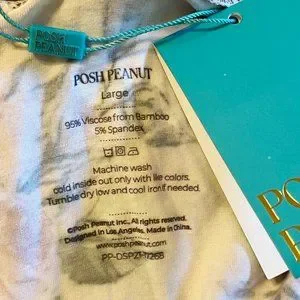 POSH
PEANUT
POSH PEANUT
Large
95% Viscose from Bamboo
5% Spandex
Machine wash
cold inside out only with like colors.
Tumble dry low and cool iron if needed.
©Posh Peanut Inc., All rights reserved.
Designed in Los Angeles. Made in China.
www.poshpeanut.com
PO